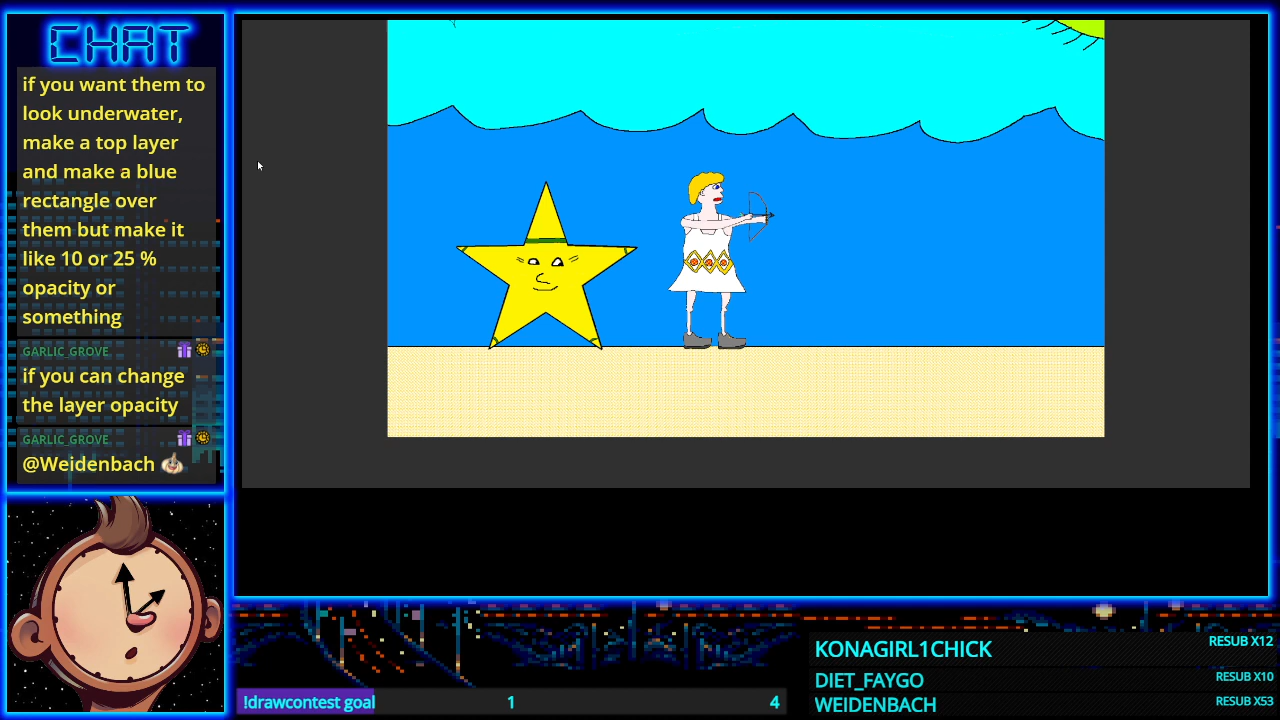 CHAT
if you want them to
look underwater,
make a top layer
and make a blue
rectangle over
them but make it
like 10 or 25 %
opacity or
something
GARLIC_GROVE
if you can change
the layer opacity
GARLIC_GROVE
@Weidenbach
!drawcontest goal 1 4
KONAGIRL1CHICK RESUB X12
DIET_FAYGO RESUB X10
WEIDENBACH RESUB X53